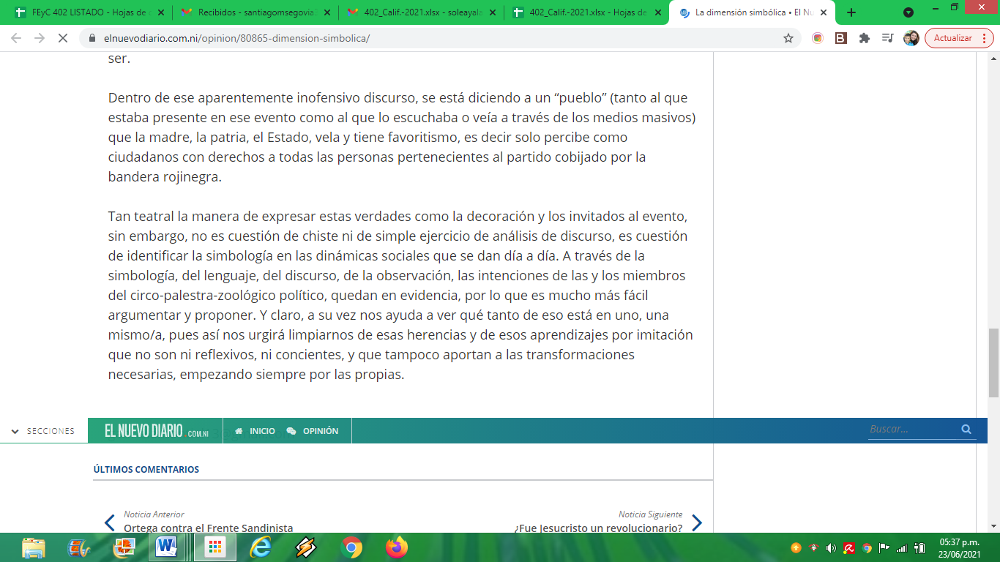 FEyC 402 LISTADO - Hojas de c
Recibidos - santiagomsegovia
402_Calif.-2021.xlsx - soleayala
402_Calif.-2021.xlsx - Hojas de
La dimensión simbólica • El Nu
elnuevodiario.com.ni/opinion/80865-dimension-simbolica/
Actualizar
ser.
Dentro de ese aparentemente inofensivo discurso, se está diciendo a un “pueblo” (tanto al que
estaba presente en ese evento como al que lo escuchaba o veía a través de los medios masivos)
que la madre, la patria, el Estado, vela y tiene favoritismo, es decir solo percibe como
ciudadanos con derechos a todas las personas pertenecientes al partido cobijado por la
bandera rojinegra.
Tan teatral la manera de expresar estas verdades como la decoración y los invitados al evento,
sin embargo, no es cuestión de chiste ni de simple ejercicio de análisis de discurso, es cuestión
de identificar la simbología en las dinámicas sociales que se dan día a día. A través de la
simbología, del lenguaje, del discurso, de la observación, las intenciones de las y los miembros
del circo-palestra-zoológico político, quedan en evidencia, por lo que es mucho más fácil
argumentar y proponer. Y claro, a su vez nos ayuda a ver qué tanto de eso está en uno, una
mismo/a, pues así nos urgirá limpiarnos de esas herencias y de esos aprendizajes por imitación
que no son ni reflexivos, ni concientes, y que tampoco aportan a las transformaciones
necesarias, empezando siempre por las propias.
SECCIONES
EL NUEVO DIARIO.COM.NI
INICIO
OPINIÓN
Buscar...
ÚLTIMOS COMENTARIOS
Noticia Anterior
Ortega contra el Frente Sandinista
Noticia Siguiente
¿Fue Jesucristo un revolucionario?
05:37 p.m.
23/06/2021